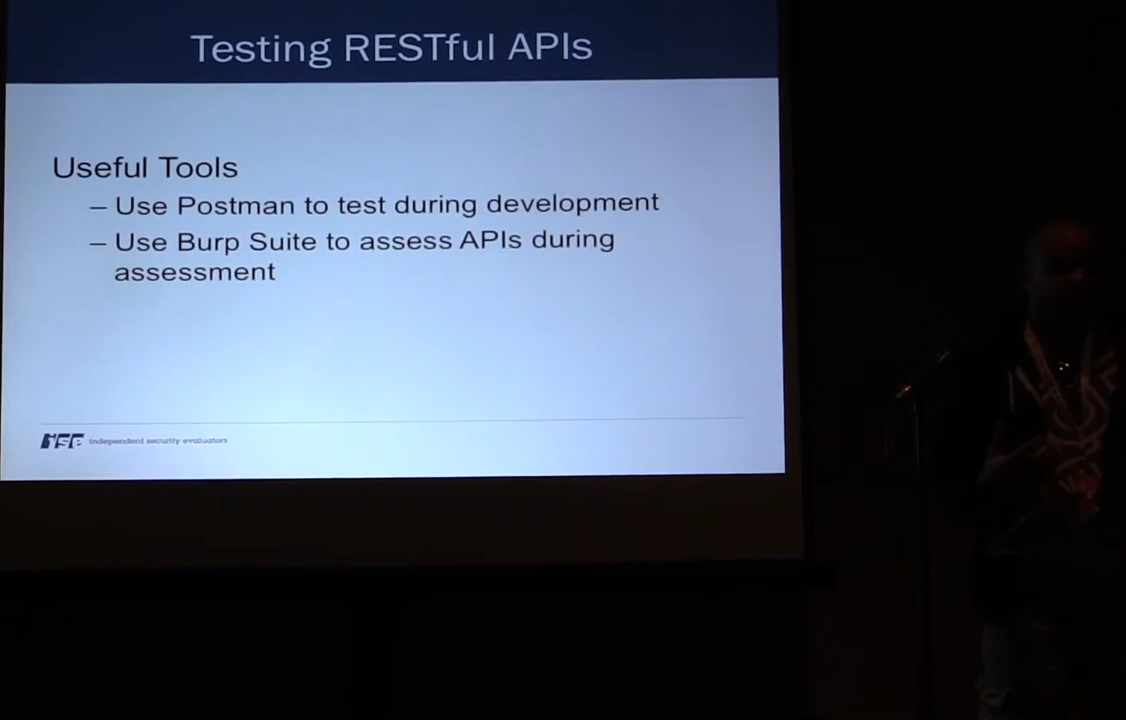 Testing RESTful APIs
Useful Tools
– Use Postman to test during development
– Use Burp Suite to assess APIs during
assessment
ise independent security evaluators